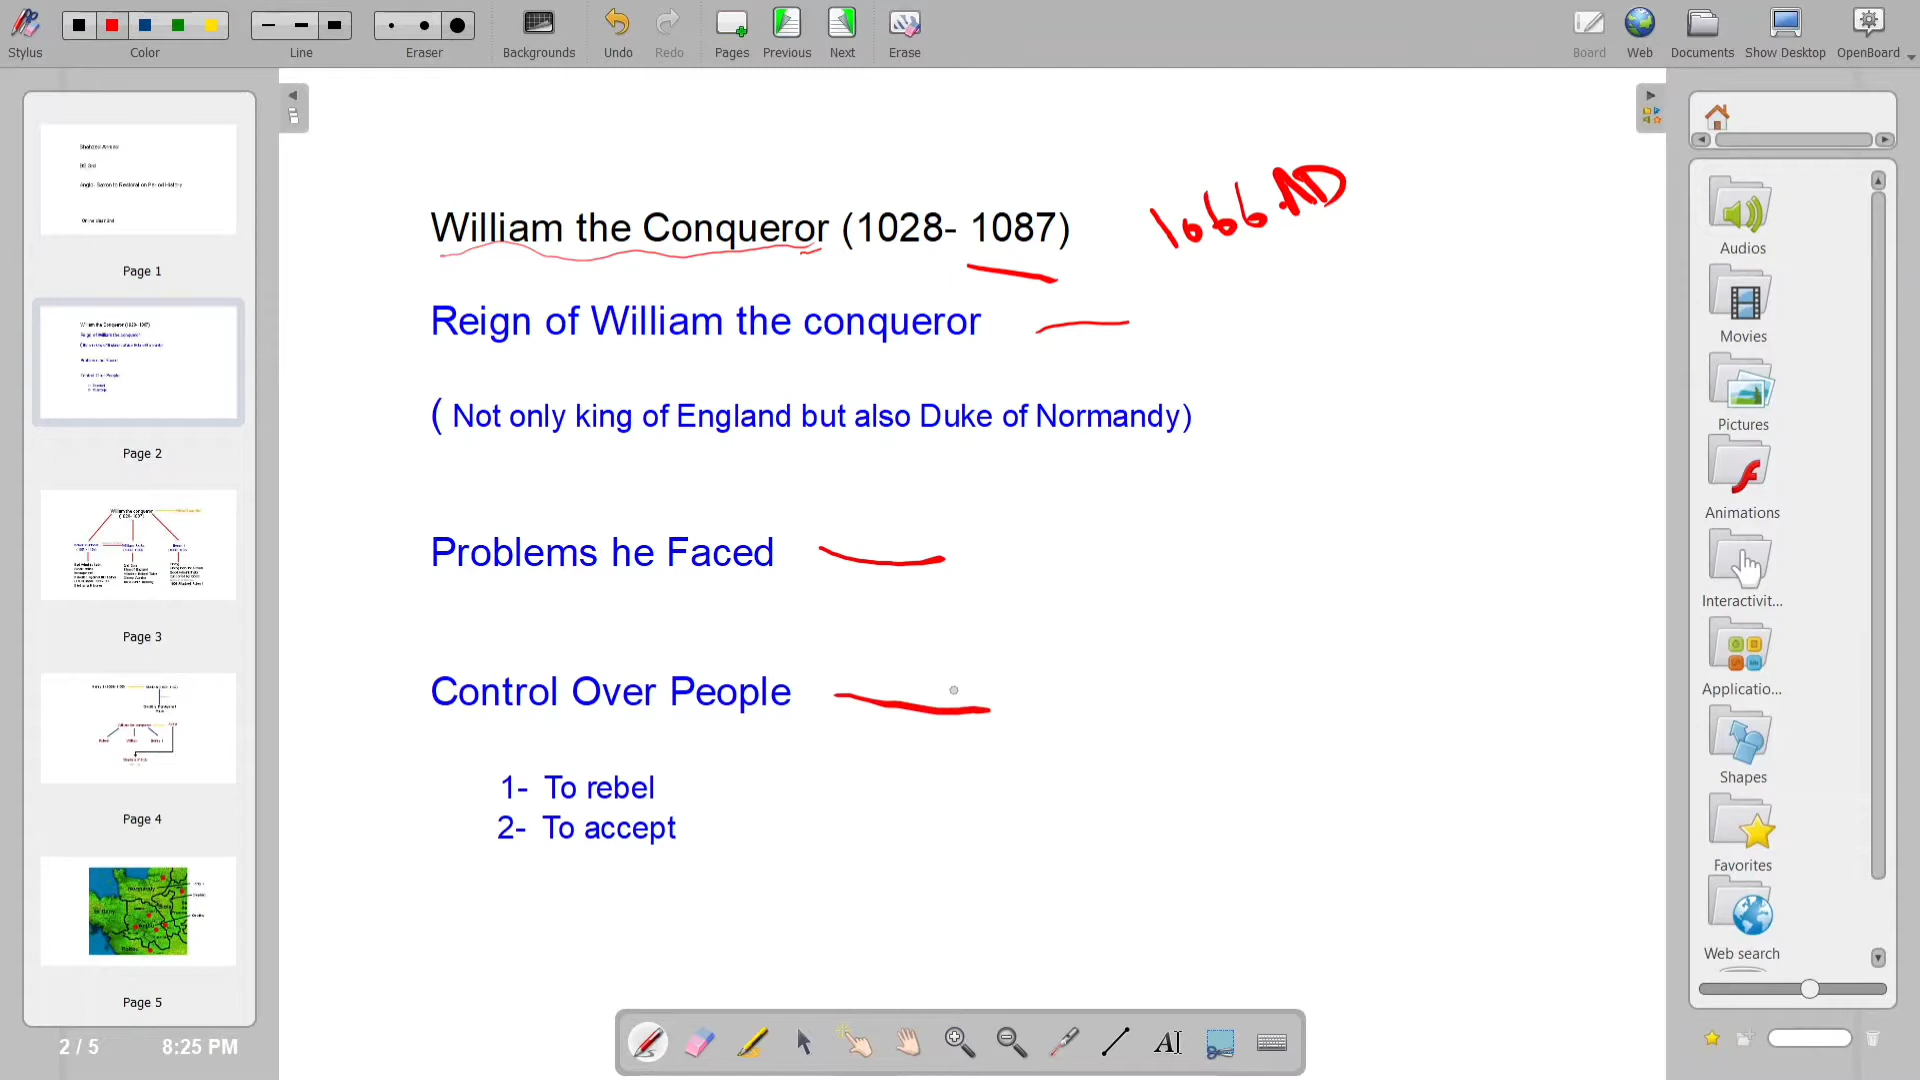 Stylus
Color
Line
Eraser
Backgrounds
Undo
Redo
Pages
Previous
Next
Erase
Board
Web
Documents
Show Desktop
OpenBoard
Page 1
Page 2
Page 3
Page 4
Page 5
2 / 5
8:25 PM
William the Conqueror (1028- 1087)
1066.AD
Reign of William the conqueror
( Not only king of England but also Duke of Normandy)
Problems he Faced
Control Over People
1- To rebel
2- To accept
Audios
Movies
Pictures
Animations
Interactivit...
Applicatio...
Shapes
Favorites
Web search